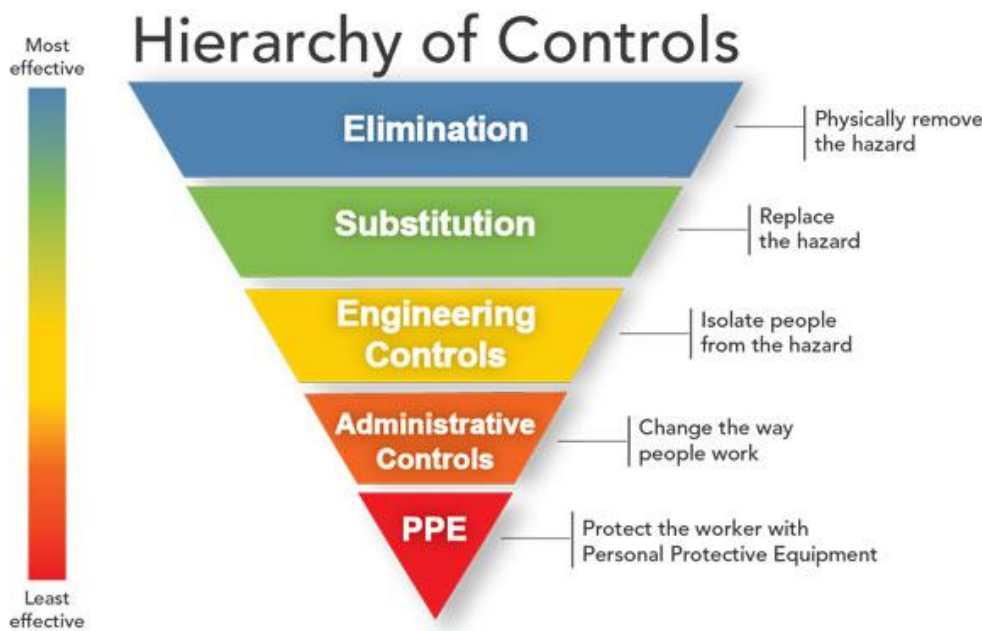 Hierarchy of Controls
Most
effective
Elimination
Physically remove
the hazard
Substitution
Replace
the hazard
Engineering
Controls
Isolate people
from the hazard
Administrative
Controls
Change the way
people work
PPE
Protect the worker with
Personal Protective Equipment
Least
effective